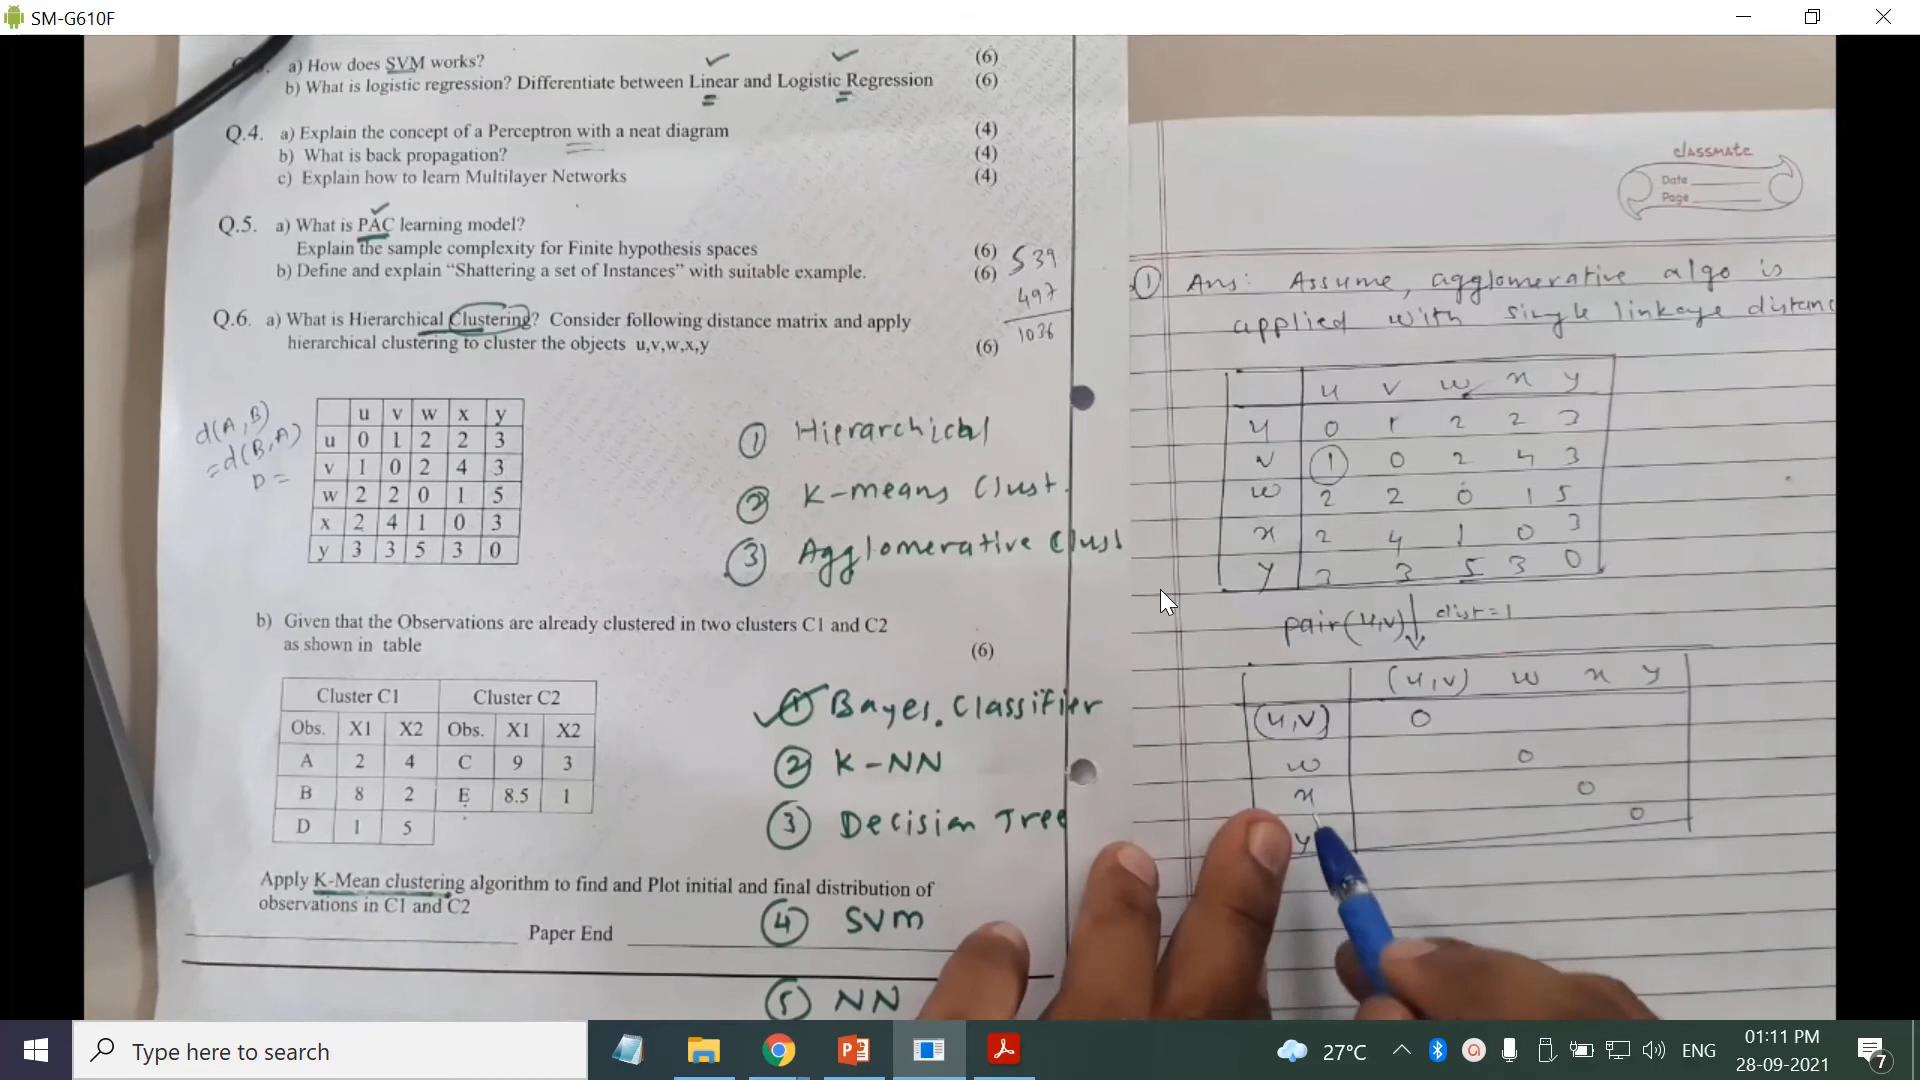 SM-G610F
a) How does SVM works? (6)
b) What is logistic regression? Differentiate between Linear and Logistic Regression (6)
Q.4. a) Explain the concept of a Perceptron with a neat diagram (4)
b) What is back propagation? (4)
c) Explain how to learn Multilayer Networks (4)
Q.5. a) What is PAC learning model?
Explain the sample complexity for Finite hypothesis spaces (6)
b) Define and explain “Shattering a set of Instances” with suitable example. (6)
539
497
1036
Q.6. a) What is Hierarchical Clustering? Consider following distance matrix and apply
hierarchical clustering to cluster the objects u,v,w,x,y (6)
d(A,B)
=d(B,A)
D =
u v w x y
u 0 1 2 2 3
v 1 0 2 4 3
w 2 2 0 1 5
x 2 4 1 0 3
y 3 3 5 3 0
① Hierarchical
② K-means Clust.
③ Agglomerative Clust
b) Given that the Observations are already clustered in two clusters C1 and C2
as shown in table (6)
Cluster C1 Cluster C2
Obs. X1 X2 Obs. X1 X2
A 2 4 C 9 3
B 8 2 E 8.5 1
D 1 5
① Bayes. Classifier
② K-NN
③ Decision Tree
④ SVM
⑤ NN
Apply K-Mean clustering algorithm to find and Plot initial and final distribution of
observations in C1 and C2
Paper End
classmate
Date
Page
① Ans: Assume, agglomerative algo is
applied with single linkage distanc
u v w x y
u 0 1 2 2 3
v 1 0 2 4 3
w 2 2 0 1 5
x 2 4 1 0 3
y 3 3 5 3 0
pair(u,v) dist=1
(u,v) w x y
(u,v) 0
w 0
x 0
y 0
Type here to search
27°C
ENG
01:11 PM
28-09-2021
7